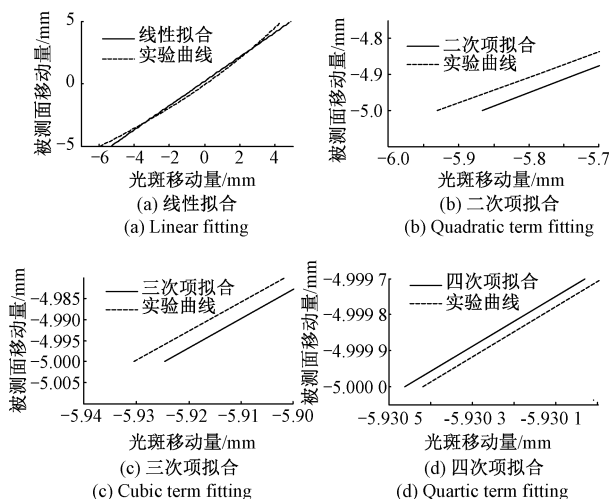 5
0
-5
线性拟合
实验曲线
被测面移动量/mm
-6 -4 -2 0 2 4
光斑移动量/mm
(a) 线性拟合
(a) Linear fitting
-4.8
-4.9
-5.0
二次项拟合
实验曲线
被测面移动量/mm
-6.0 -5.9 -5.8 -5.7
光斑移动量/mm
(b) 二次项拟合
(b) Quadratic term fitting
-4.985
-4.990
-4.995
-5.000
-5.005
三次项拟合
实验曲线
被测面移动量/mm
-5.94 -5.93 -5.92 -5.91 -5.90
光斑移动量/mm
(c) 三次项拟合
(c) Cubic term fitting
-4.999 7
-4.999 8
-4.999 9
-5.000 0
四次项拟合
实验曲线
被测面移动量/mm
-5.930 5 -5.930 3 -5.930 1
光斑移动量/mm
(d) 四次项拟合
(d) Quartic term fitting